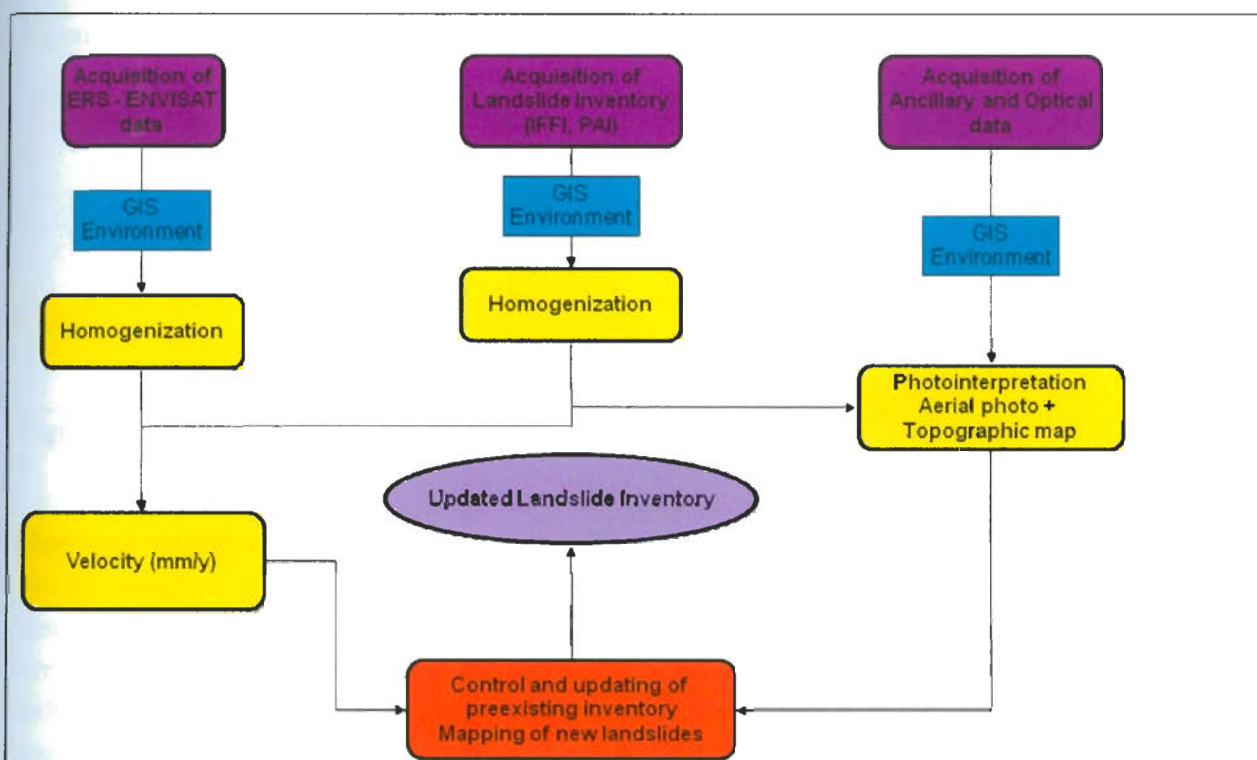 Acquisition of
ERS - ENVISAT
data
Acquisition of
Landslide Inventory
(IFFI, PAI)
Acquisition of
Ancillary and Optical
data
GIS
Environment
GIS
Environment
GIS
Environment
Homogenization
Homogenization
Photointerpretation
Aerial photo +
Topographic map
Updated Landslide Inventory
Velocity (mm/y)
Control and updating of
preexisting inventory
Mapping of new landslides